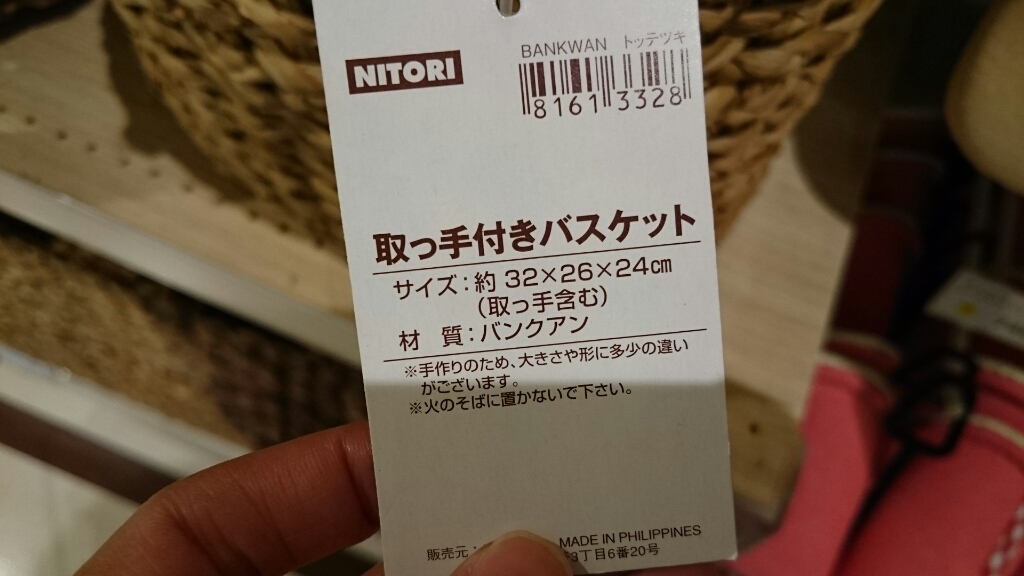 NITORI
BANKWAN トッテツキ
8161 3328
取っ手付きバスケット
サイズ:約 32×26×24cm
(取っ手含む)
材 質:バンクアン
※手作りのため、大きさや形に多少の違い
がございます。
※火のそばに置かないで下さい。
MADE IN PHILIPPINES
販売元:
3丁目6番20号